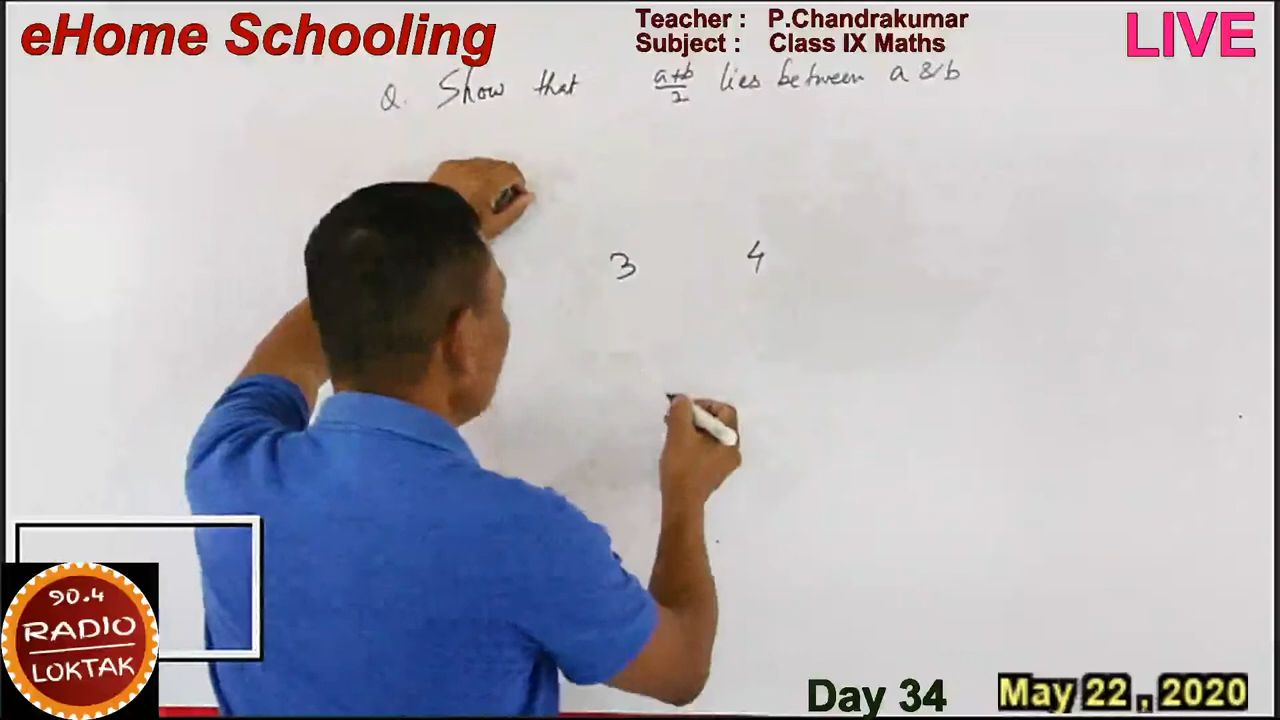 eHome Schooling
Teacher : P.Chandrakumar
Subject : Class IX Maths
LIVE
Q. Show that a+b/2 lies between a & b
3 4
90.4
RADIO
LOKTAK
Day 34
May 22 , 2020